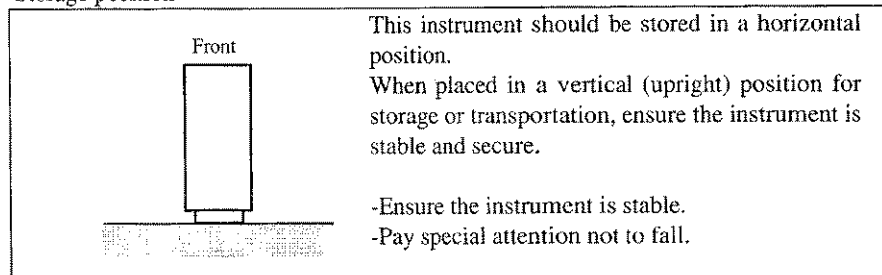 Front
This instrument should be stored in a horizontal
position.
When placed in a vertical (upright) position for
storage or transportation, ensure the instrument is
stable and secure.
-Ensure the instrument is stable.
-Pay special attention not to fall.